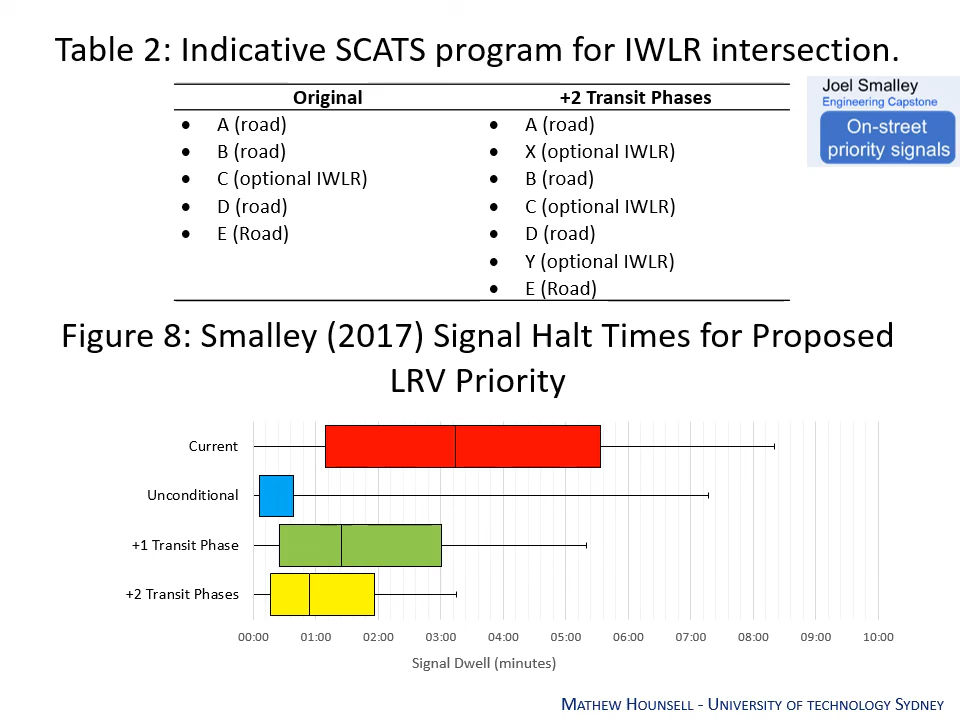 Table 2: Indicative SCATS program for IWLR intersection.
Joel Smalley
Engineering Capstone
On-street
priority signals
Original +2 Transit Phases
• A (road) • A (road)
• B (road) • X (optional IWLR)
• C (optional IWLR) • B (road)
• D (road) • C (optional IWLR)
• E (Road) • D (road)
• Y (optional IWLR)
• E (Road)
Figure 8: Smalley (2017) Signal Halt Times for Proposed
LRV Priority
Current
Unconditional
+1 Transit Phase
+2 Transit Phases
00:00 01:00 02:00 03:00 04:00 05:00 06:00 07:00 08:00 09:00 10:00
Signal Dwell (minutes)
Mathew Hounsell - University of technology Sydney